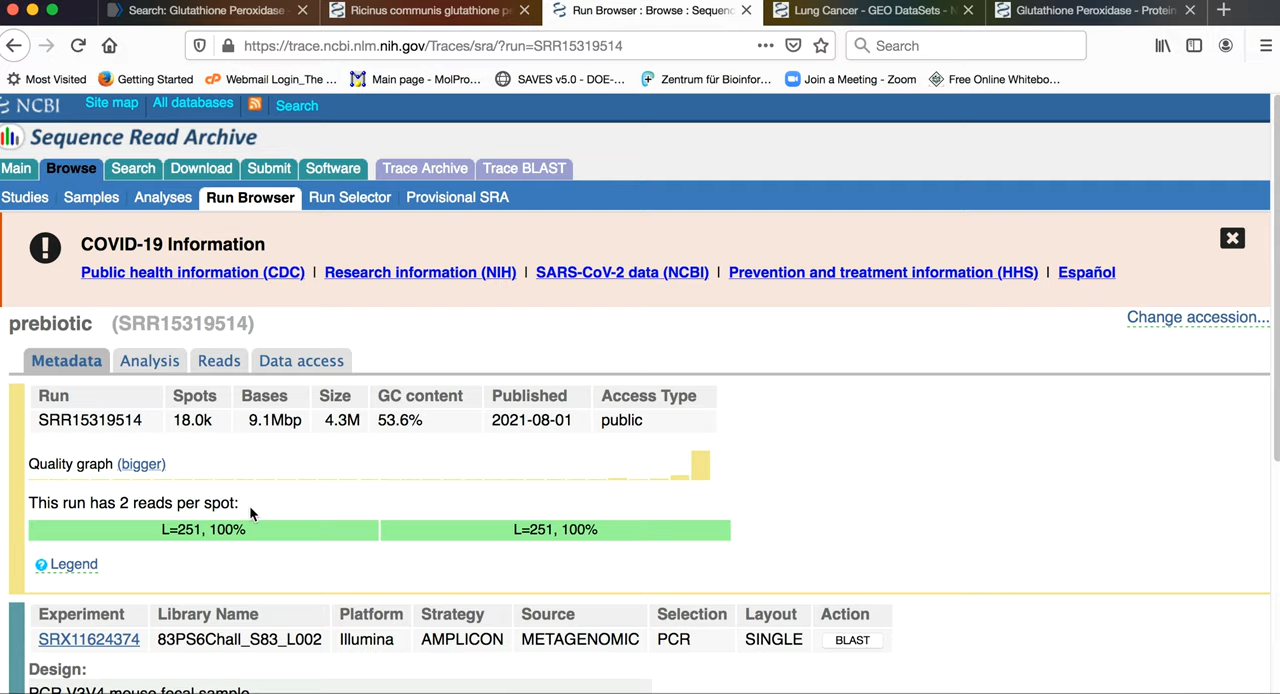 Search: Glutathione Peroxidase
Ricinus communis glutathione pe
Run Browser : Browse : Sequenc
Lung Cancer - GEO DataSets - N
Glutathione Peroxidase - Protein
https://trace.ncbi.nlm.nih.gov/Traces/sra/?run=SRR15319514
Search
Most Visited
Getting Started
Webmail Login_The ...
Main page - MolPro...
SAVES v5.0 - DOE-...
Zentrum für Bioinfor...
Join a Meeting - Zoom
Free Online Whitebo...
NCBI Site map All databases Search
Sequence Read Archive
Main Browse Search Download Submit Software Trace Archive Trace BLAST
Studies Samples Analyses Run Browser Run Selector Provisional SRA
COVID-19 Information
Public health information (CDC) | Research information (NIH) | SARS-CoV-2 data (NCBI) | Prevention and treatment information (HHS) | Español
prebiotic (SRR15319514)
Change accession...
Metadata Analysis Reads Data access
Run Spots Bases Size GC content Published Access Type
SRR15319514 18.0k 9.1Mbp 4.3M 53.6% 2021-08-01 public
Quality graph (bigger)
This run has 2 reads per spot:
L=251, 100% L=251, 100%
? Legend
Experiment Library Name Platform Strategy Source Selection Layout Action
SRX11624374 83PS6Chall_S83_L002 Illumina AMPLICON METAGENOMIC PCR SINGLE BLAST
Design:
PCR V3V4 mouse fecal sample